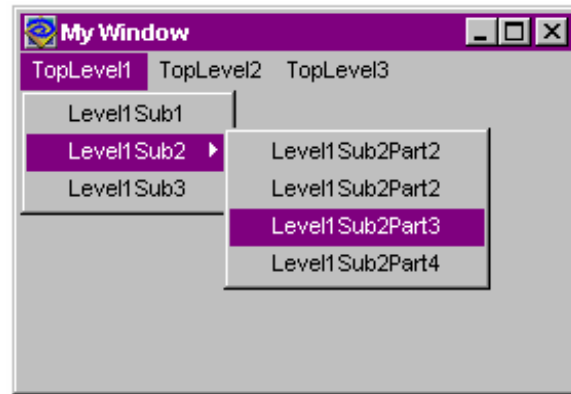 My Window
TopLevel1 TopLevel2 TopLevel3
Level1Sub1
Level1Sub2
Level1Sub3
Level1Sub2Part2
Level1Sub2Part2
Level1Sub2Part3
Level1Sub2Part4